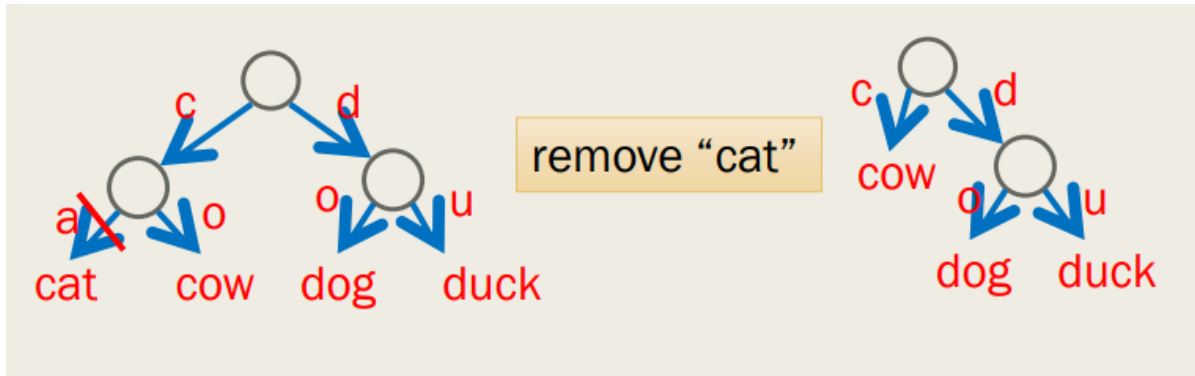 c d
a o o u
cat cow dog duck
remove “cat”
c d
cow
o u
dog duck